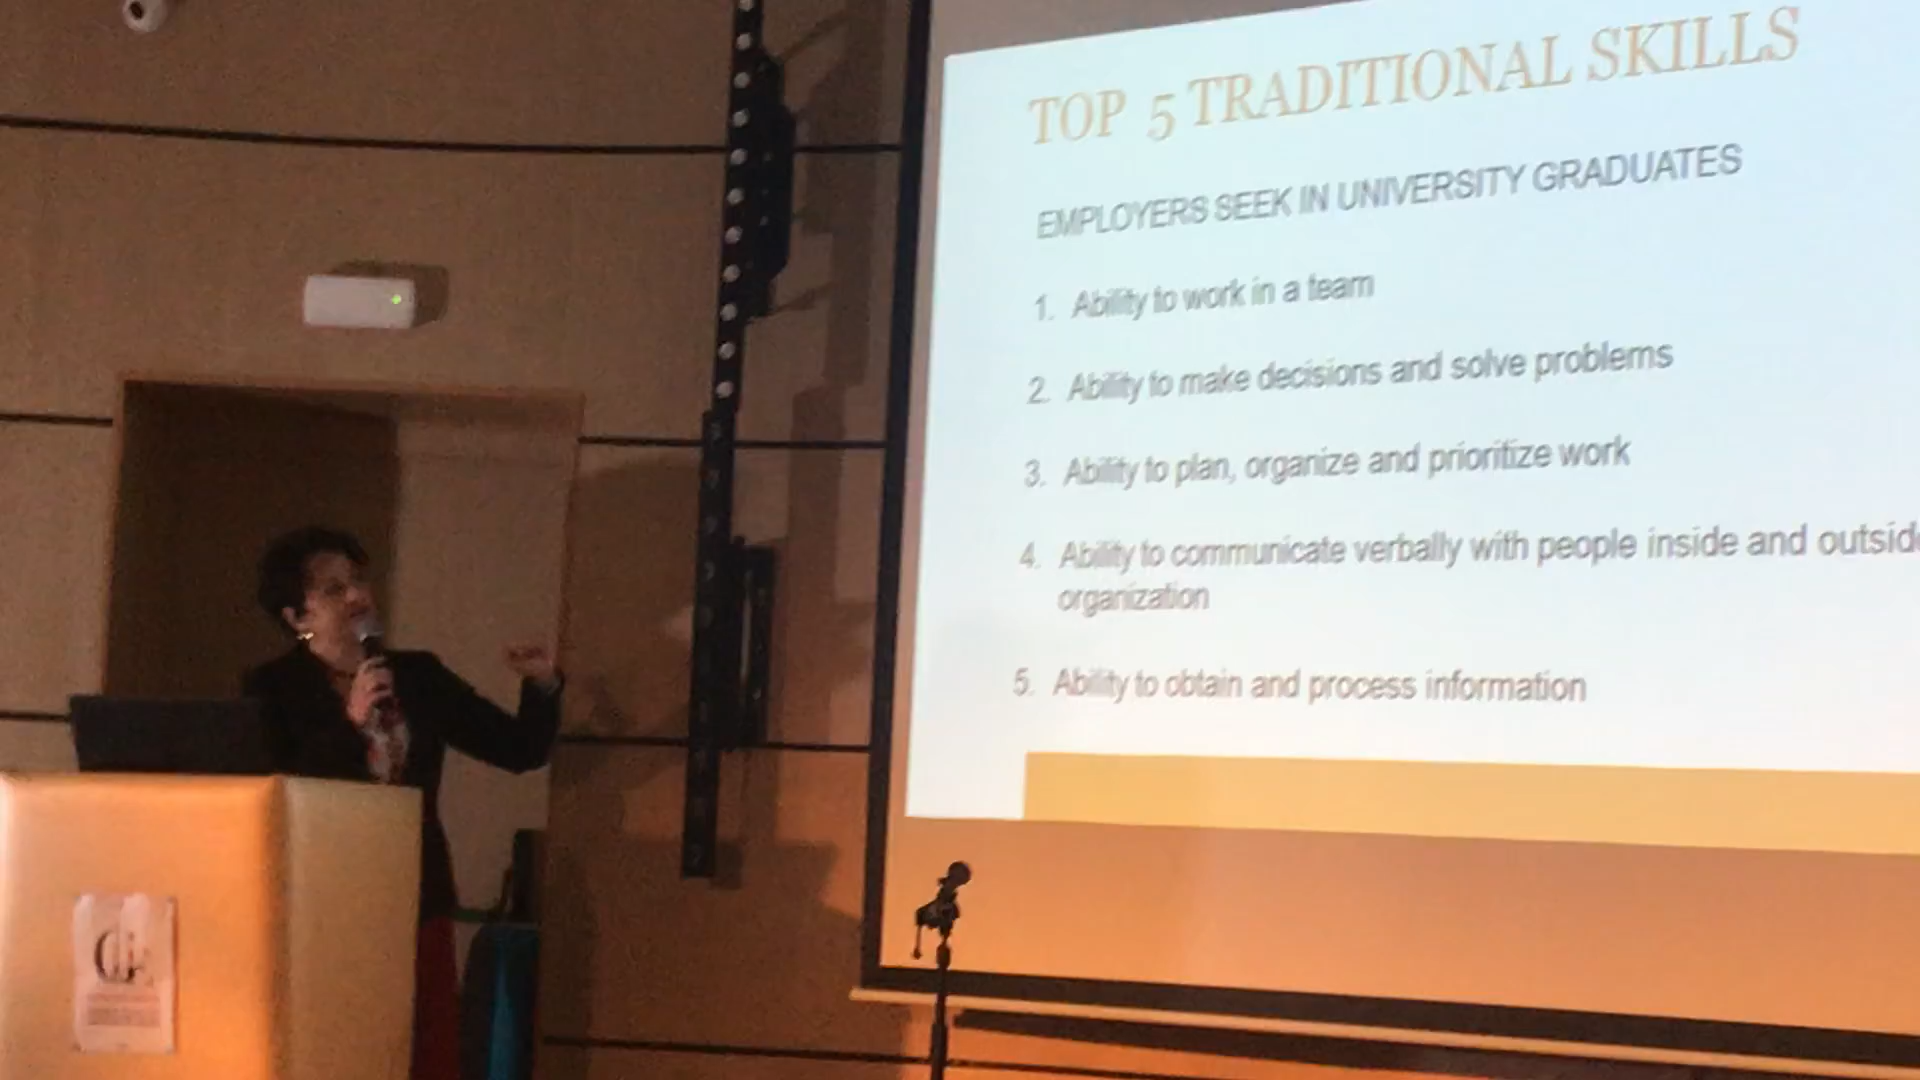 TOP 5 TRADITIONAL SKILLS
EMPLOYERS SEEK IN UNIVERSITY GRADUATES
1. Ability to work in a team
2. Ability to make decisions and solve problems
3. Ability to plan, organize and prioritize work
4. Ability to communicate verbally with people inside and outsid
organization
5. Ability to obtain and process information